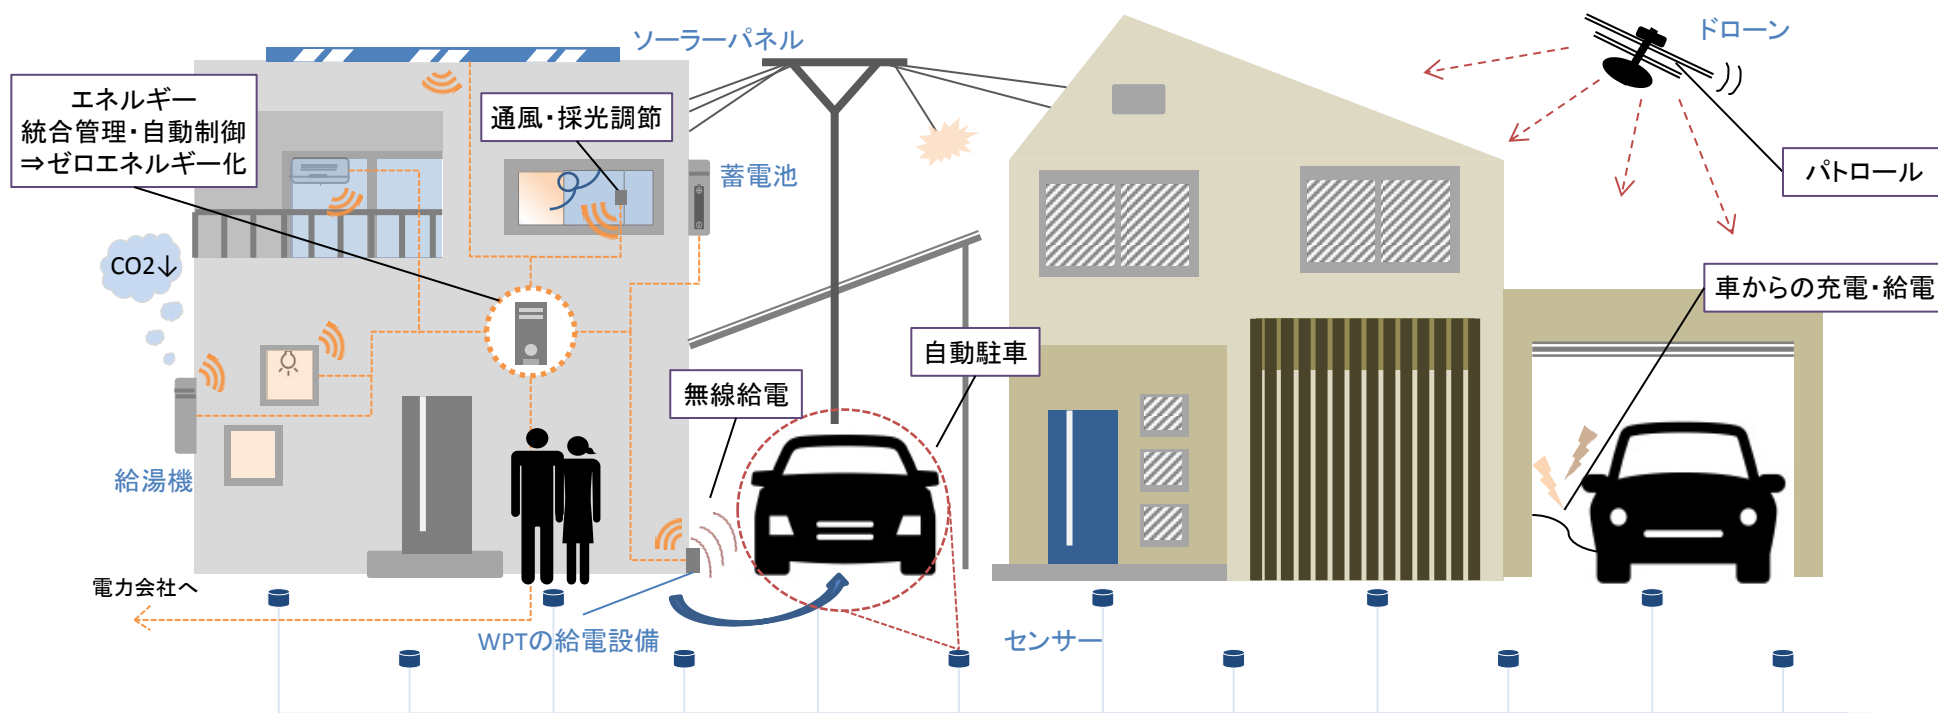 ソーラーパネル
ドローン
エネルギー
統合管理・自動制御
⇒ゼロエネルギー化
通風・採光調節
蓄電池
パトロール
CO2↓
車からの充電・給電
自動駐車
無線給電
給湯機
電力会社へ
WPTの給電設備
センサー